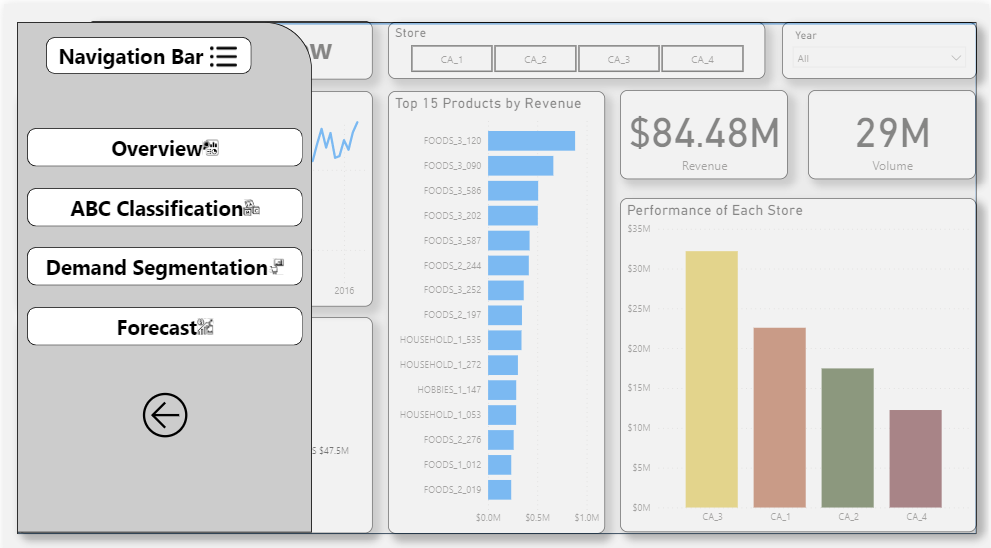 Navigation Bar
Overview
ABC Classification
Demand Segmentation
Forecast
w
2016
S $47.5M
Store
CA_1 CA_2 CA_3 CA_4
Year
All
Top 15 Products by Revenue
FOODS_3_120
FOODS_3_090
FOODS_3_586
FOODS_3_202
FOODS_3_587
FOODS_2_244
FOODS_3_252
FOODS_2_197
HOUSEHOLD_1_535
HOUSEHOLD_1_272
HOBBIES_1_147
HOUSEHOLD_1_053
FOODS_2_276
FOODS_1_012
FOODS_2_019
$0.0M $0.5M $1.0M
$84.48M
Revenue
29M
Volume
Performance of Each Store
$35M
$30M
$25M
$20M
$15M
$10M
$5M
$0M
CA_3 CA_1 CA_2 CA_4